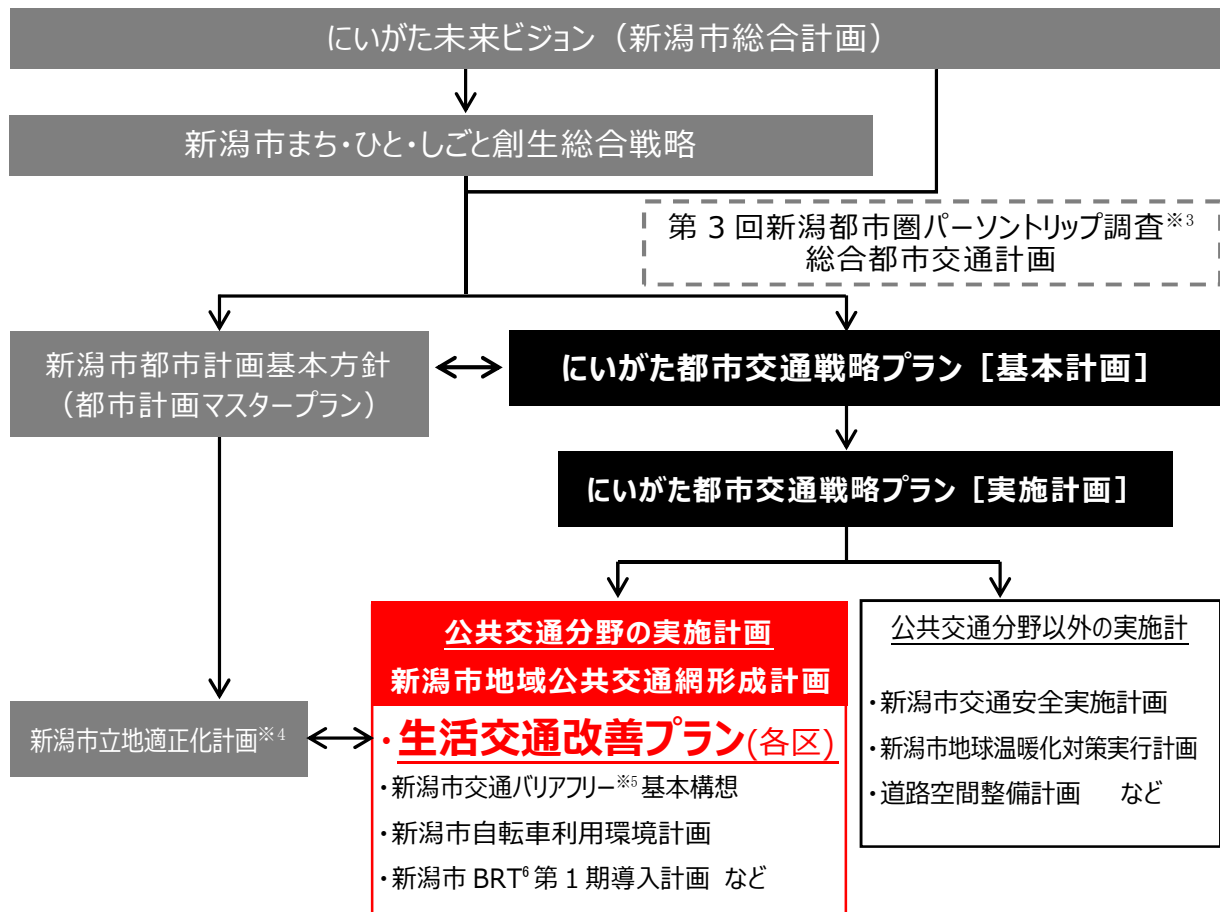 にいがた未来ビジョン（新潟市総合計画）
新潟市まち・ひと・しごと創生総合戦略
第３回新潟都市圏パーソントリップ調査※3
総合都市交通計画
新潟市都市計画基本方針
（都市計画マスタープラン）
にいがた都市交通戦略プラン［基本計画］
にいがた都市交通戦略プラン［実施計画］
公共交通分野の実施計画
新潟市地域公共交通網形成計画
・生活交通改善プラン(各区)
・新潟市交通バリアフリー※5基本構想
・新潟市自転車利用環境計画
・新潟市 BRT6第１期導入計画 など
公共交通分野以外の実施計
・新潟市交通安全実施計画
・新潟市地球温暖化対策実行計画
・道路空間整備計画　など
新潟市立地適正化計画※4